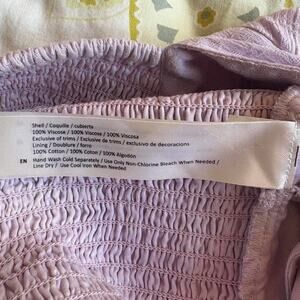 Shell / Coquille / cubierta
100% Viscose / 100% Viscose / 100% Viscosa
Exclusive of trims / Exclusif de trims / exclusivo de decoraciones
Lining / Doublure / forro
100% Cotton / 100% Coton / 100% Algodon
EN Hand Wash Cold Separately / Use Only Non-Chlorine Bleach When Needed /
Line Dry / Use Cool Iron When Needed